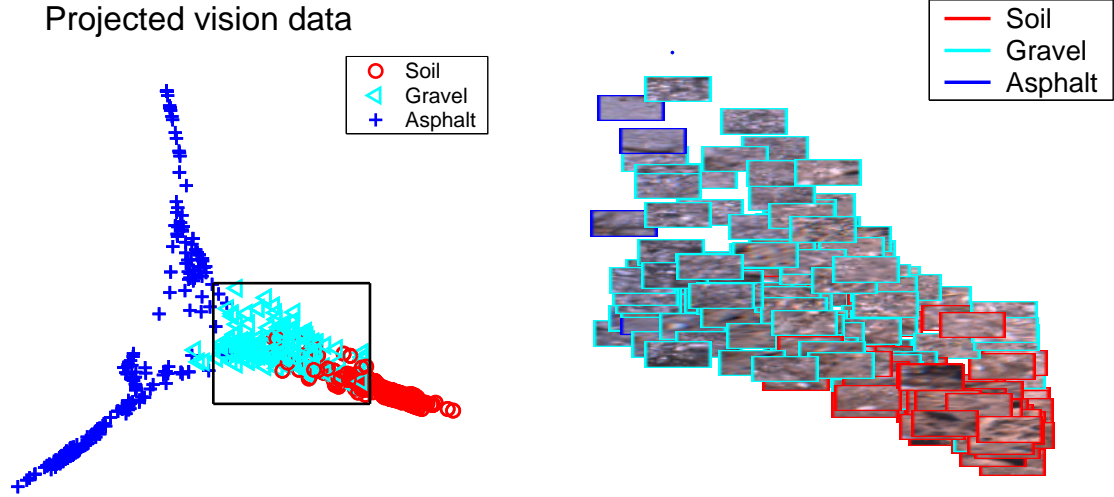 Projected vision data
Soil
Gravel
Asphalt
Soil
Gravel
Asphalt